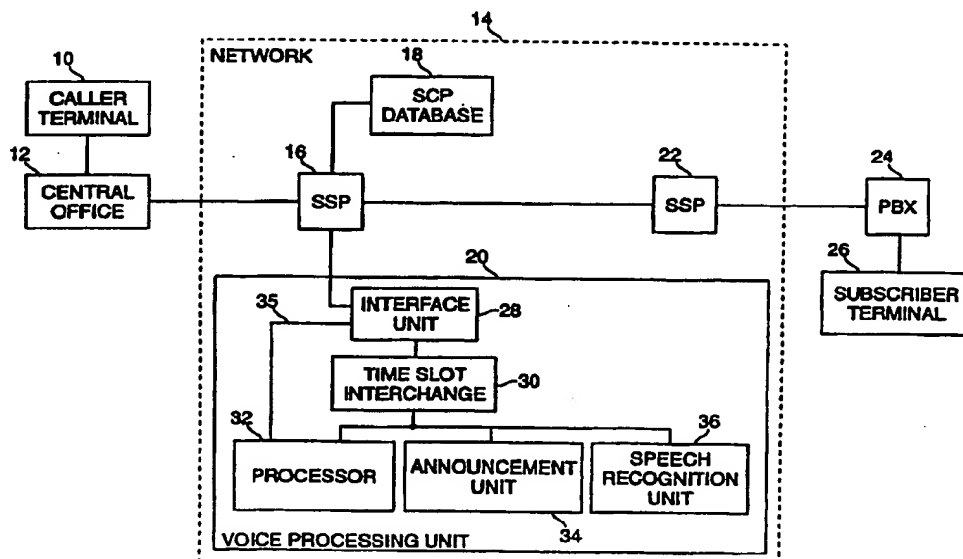 14
NETWORK
10
CALLER
TERMINAL
12
CENTRAL
OFFICE
18
SCP
DATABASE
16
SSP
22
SSP
24
PBX
26
SUBSCRIBER
TERMINAL
20
35
INTERFACE
UNIT
28
TIME SLOT
INTERCHANGE
30
32
PROCESSOR
ANNOUNCEMENT
UNIT
34
36
SPEECH
RECOGNITION
UNIT
VOICE PROCESSING UNIT